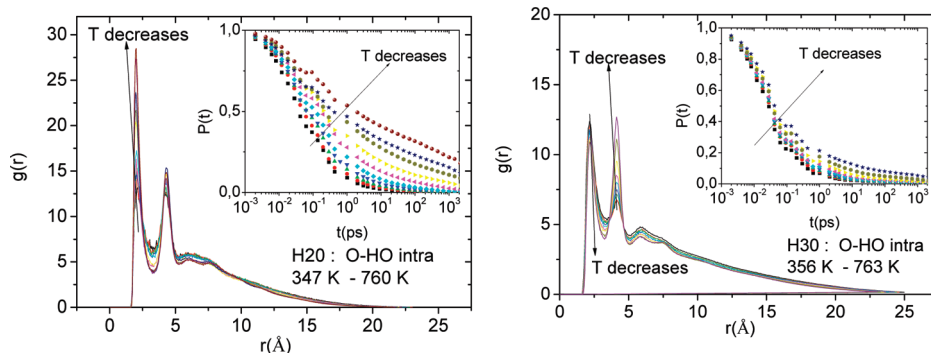 T decreases
T decreases
P(t)
1,0
0,5
0,0
10⁻³ 10⁻² 10⁻¹ 10⁰ 10¹ 10² 10³
t(ps)
H20 : O-HO intra
347 K - 760 K
g(r)
30
25
20
15
10
5
0
0 5 10 15 20 25
r(Å)
T decreases
T decreases
P(t)
1,0
0,8
0,6
0,4
0,2
0,0
10⁻³ 10⁻² 10⁻¹ 10⁰ 10¹ 10² 10³
t(ps)
H30 : O-HO intra
356 K - 763 K
T decreases
g(r)
20
15
10
5
0
0 5 10 15 20 25
r(Å)